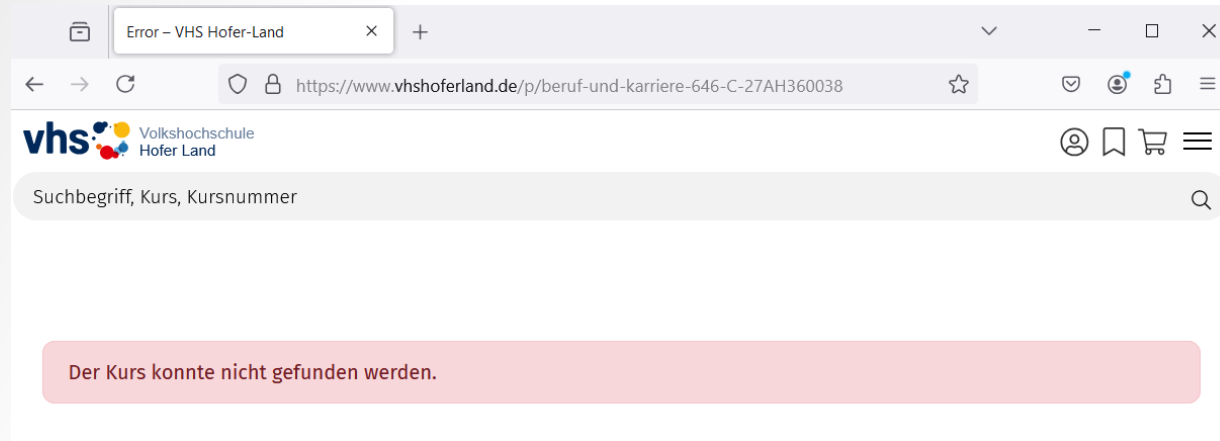 Error – VHS Hofer-Land
https://www.vhshoferland.de/p/beruf-und-karriere-646-C-27AH360038
vhs Volkshochschule
Hofer Land
Suchbegriff, Kurs, Kursnummer
Der Kurs konnte nicht gefunden werden.